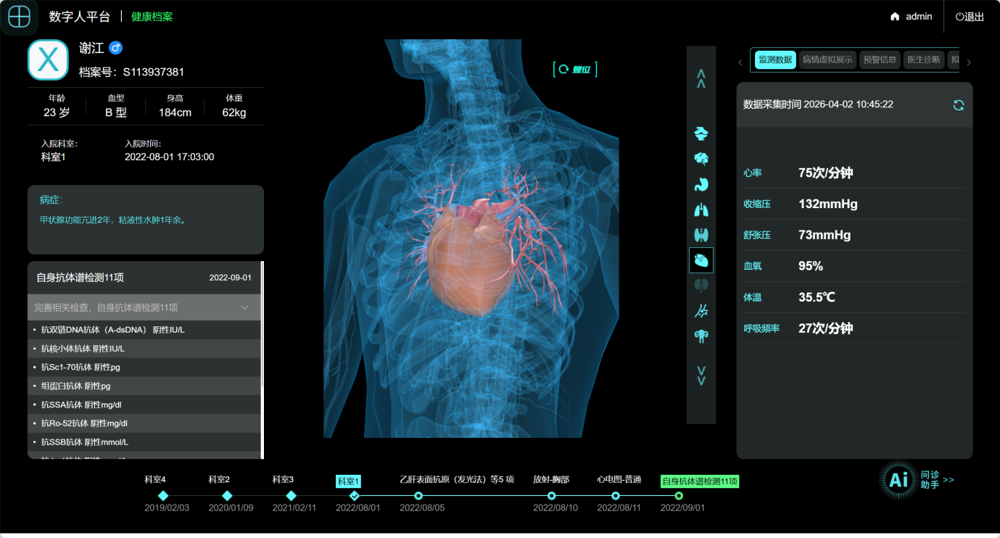 数字人平台 | 健康档案
admin
退出
X
谢江
档案号：S113937381
年龄 血型 身高 体重
23 岁 B 型 184cm 62kg
入院科室: 入院时间:
科室1 2022-08-01 17:03:00
病症:
甲状腺功能亢进2年，粘液性水肿1年余。
自身抗体谱检测11项 2022-09-01
完善相关检查，自身抗体谱检测11项
• 抗双链DNA抗体（A-dsDNA） 阴性IU/L
• 抗核小体抗体 阴性IU/L
• 抗Sc1-70抗体 阴性pg
• 组蛋白抗体 阴性pg
• 抗SSA抗体 阴性mg/dl
• 抗Ro-52抗体 阴性mg/dl
• 抗SSB抗体 阴性mmol/L
[ 复位 ]
监测数据 病情虚拟展示 预警信息 医生诊断 拟
数据采集时间 2026-04-02 10:45:22
心率 75次/分钟
收缩压 132mmHg
舒张压 73mmHg
血氧 95%
体温 35.5℃
呼吸频率 27次/分钟
科室4 科室2 科室3 科室1 乙肝表面抗原（发光法）等5 项 放射-胸部 心电图-普通 自身抗体谱检测11项
2019/02/03 2020/01/09 2021/02/11 2022/08/01 2022/08/05 2022/08/10 2022/08/11 2022/09/01
Ai 问诊
助手 >>